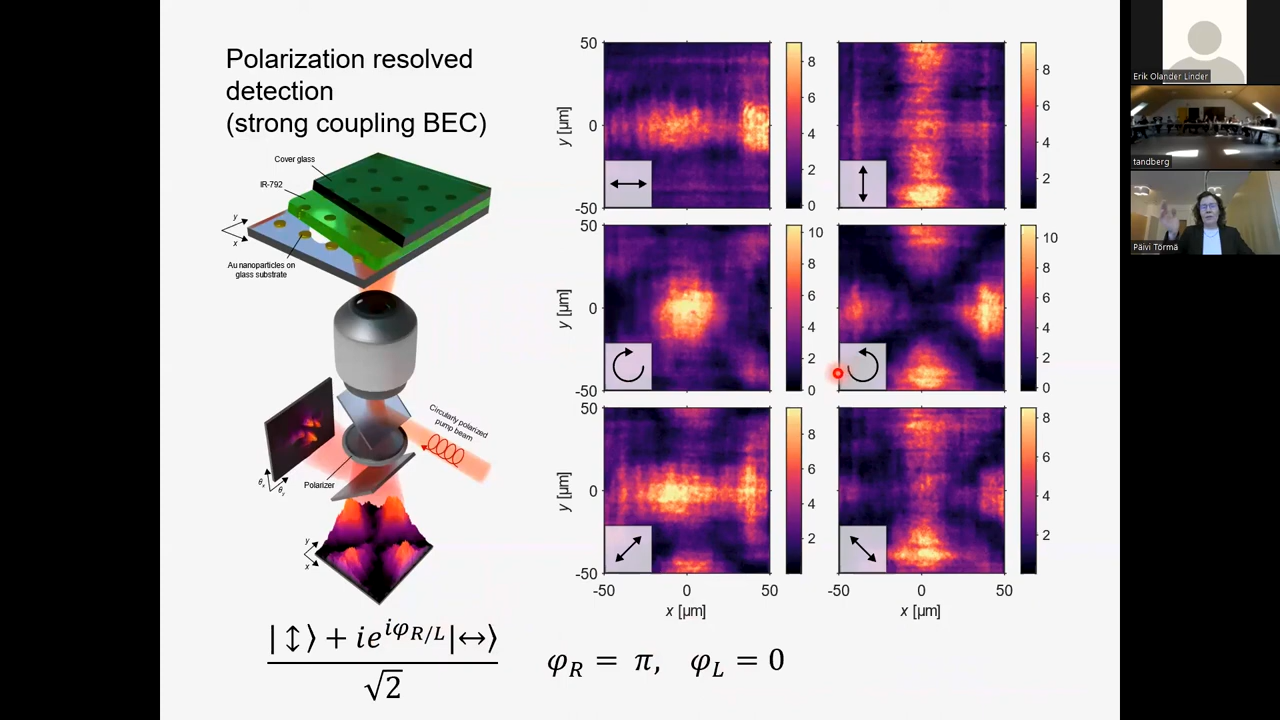 Polarization resolved
detection
(strong coupling BEC)
Cover glass
IR-792
y
x
Au nanoparticles on
glass substrate
Circularly polarized
pump beam
Polarizer
θx
θy
y
x
50
0
-50
y [µm]
8
6
4
2
0
8
6
4
2
50
0
-50
y [µm]
10
8
6
4
2
0
10
8
6
4
2
0
50
0
-50
y [µm]
8
6
4
2
8
6
4
2
-50 0 50
x [µm]
-50 0 50
x [µm]
|↕⟩ + ie^{iφ_{R/L}}|↔⟩
√2
φ_R = π, φ_L = 0
Erik Olander Linder
tandberg
Päivi Törmä